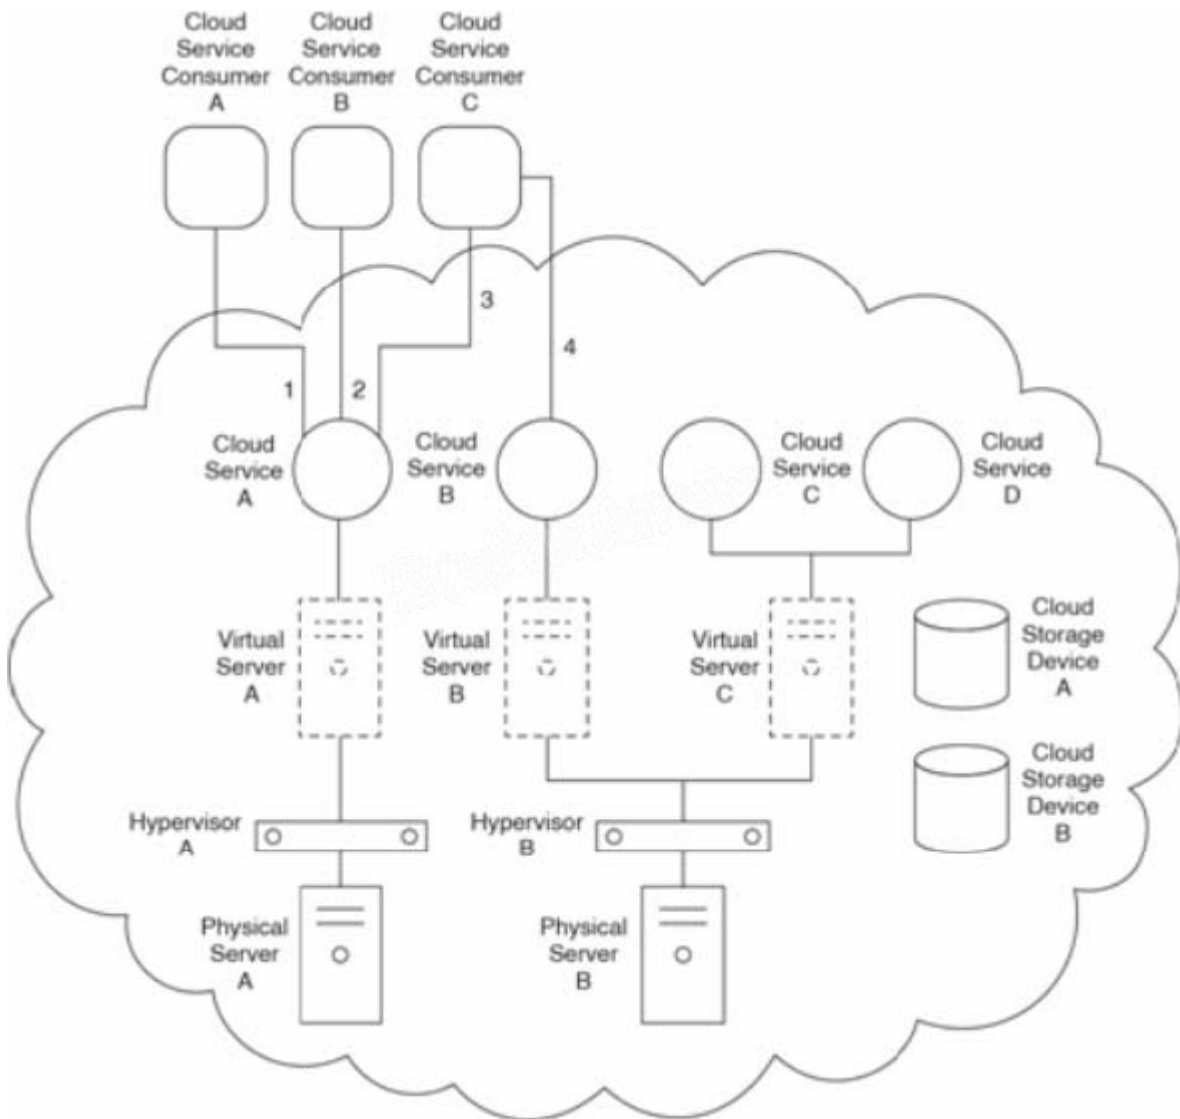 Cloud
Service
Consumer
A
Cloud
Service
Consumer
B
Cloud
Service
Consumer
C
3
4
1
2
Cloud
Service
A
Cloud
Service
B
Cloud
Service
C
Cloud
Service
D
Virtual
Server
A
Virtual
Server
B
Virtual
Server
C
Cloud
Storage
Device
A
Cloud
Storage
Device
B
Hypervisor
A
Hypervisor
B
Physical
Server
A
Physical
Server
B